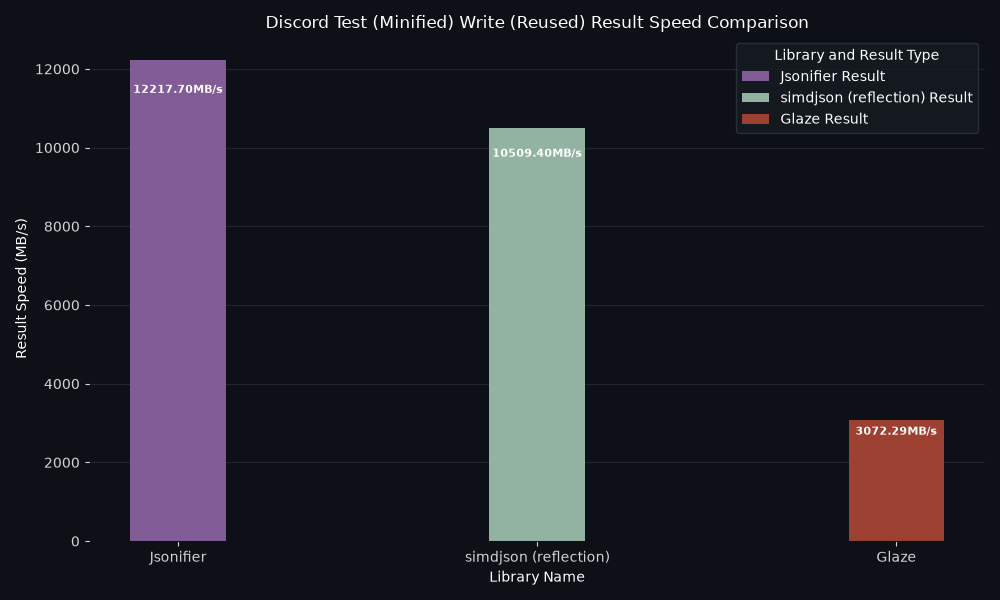 Discord Test (Minified) Write (Reused) Result Speed Comparison
Library and Result Type
Jsonifier Result
simdjson (reflection) Result
Glaze Result
12000
10000
8000
6000
4000
2000
0
Result Speed (MB/s)
12217.70MB/s
10509.40MB/s
3072.29MB/s
Jsonifier
simdjson (reflection)
Glaze
Library Name